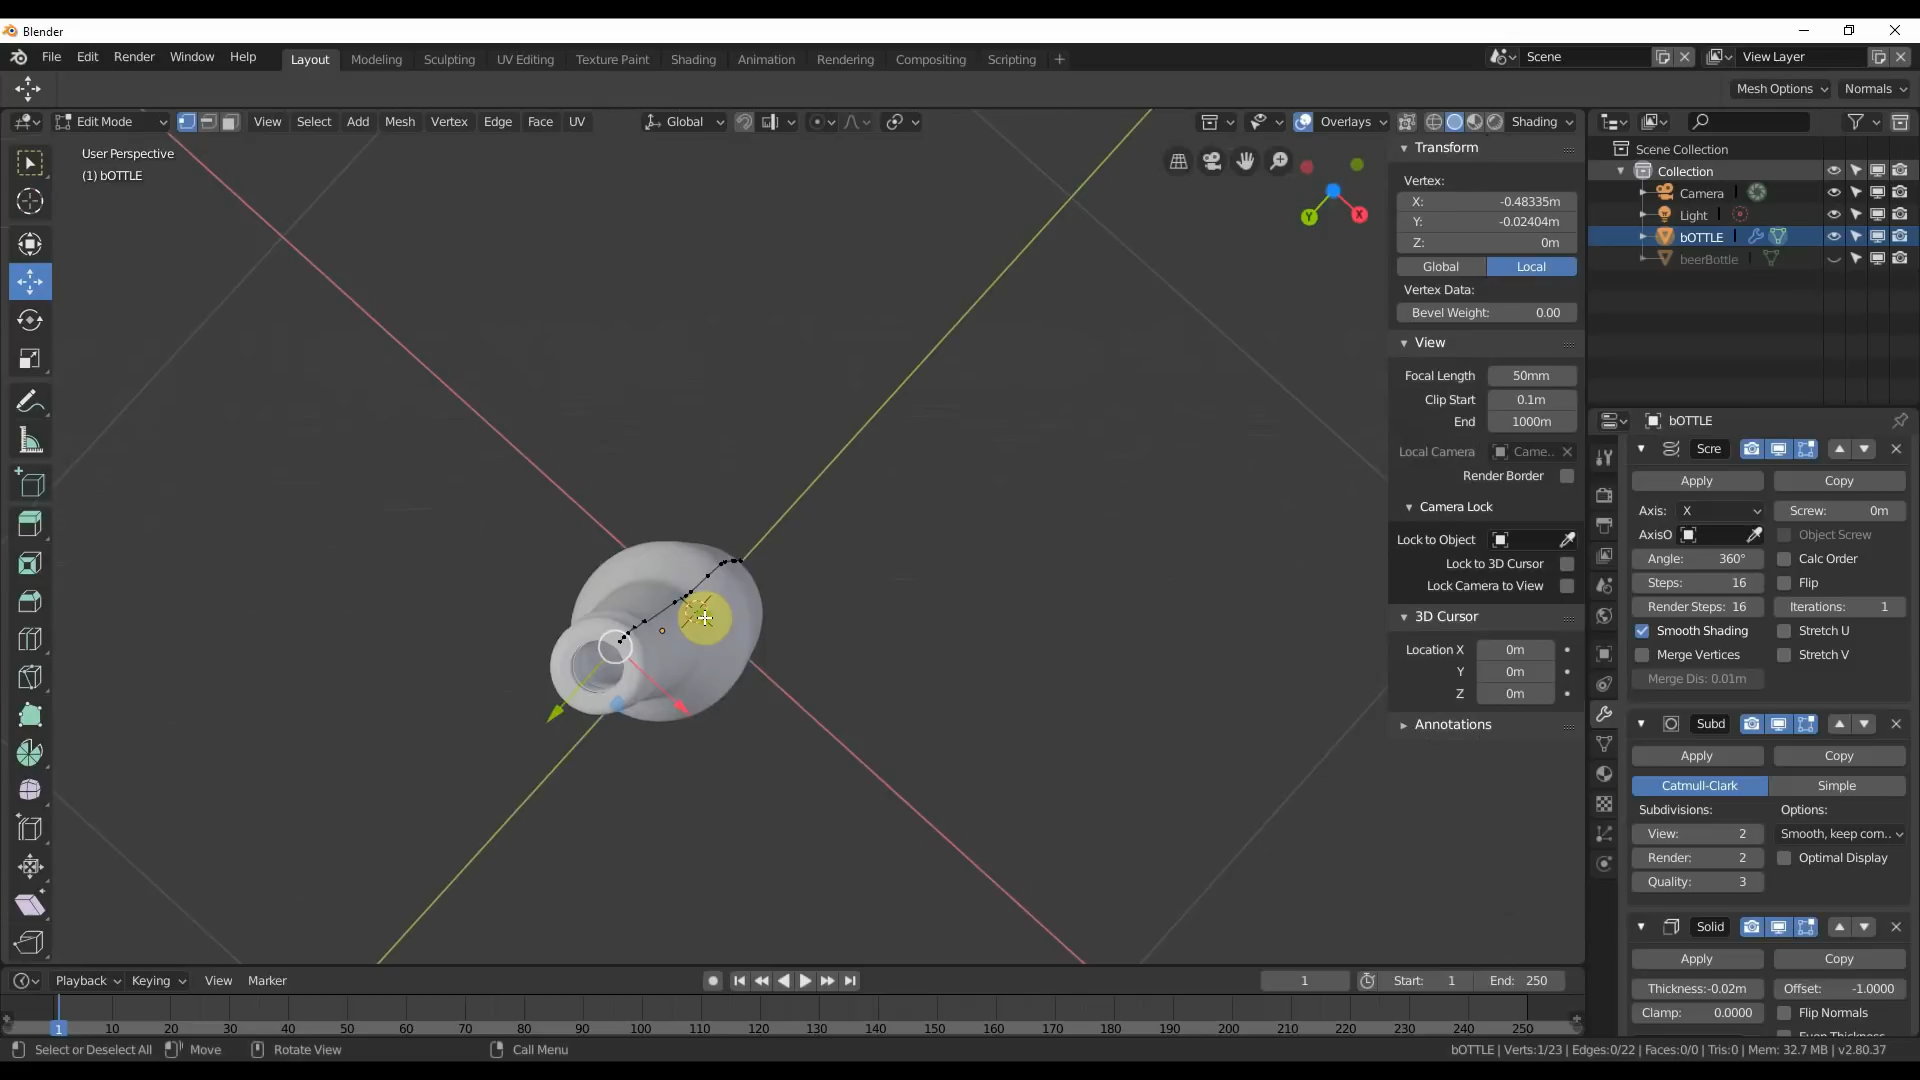 Blender
File Edit Render Window Help Layout Modeling Sculpting UV Editing Texture Paint Shading Animation Rendering Compositing Scripting + Scene View Layer
Mesh Options Normals
Edit Mode View Select Add Mesh Vertex Edge Face UV Global Overlays Shading
User Perspective
(1) bOTTLE
Y X
Transform
Vertex:
X: -0.48335m
Y: -0.02404m
Z: 0m
Global Local
Vertex Data:
Bevel Weight: 0.00
View
Focal Length 50mm
Clip Start 0.1m
End 1000m
Local Camera Came..
Render Border
Camera Lock
Lock to Object
Lock to 3D Cursor
Lock Camera to View
3D Cursor
Location X 0m
Y 0m
Z 0m
Annotations
Scene Collection
Collection
Camera
Light
bOTTLE
beerBottle
bOTTLE
Scre
Apply Copy
Axis: X Screw: 0m
AxisO Object Screw
Angle: 360° Calc Order
Steps: 16 Flip
Render Steps: 16 Iterations: 1
Smooth Shading Stretch U
Merge Vertices Stretch V
Merge Dis: 0.01m
Subd
Apply Copy
Catmull-Clark Simple
Subdivisions: Options:
View: 2 Smooth, keep corn..
Render: 2 Optimal Display
Quality: 3
Solid
Apply Copy
Thickness:-0.02m Offset: -1.0000
Clamp: 0.0000 Flip Normals
Even Thickness
Playback Keying View Marker 1 Start: 1 End: 250
1 10 20 30 40 50 60 70 80 90 100 110 120 130 140 150 160 170 180 190 200 210 220 230 240 250
Select or Deselect All Move Rotate View Call Menu bOTTLE | Verts:1/23 | Edges:0/22 | Faces:0/0 | Tris:0 | Mem: 32.7 MB | v2.80.37